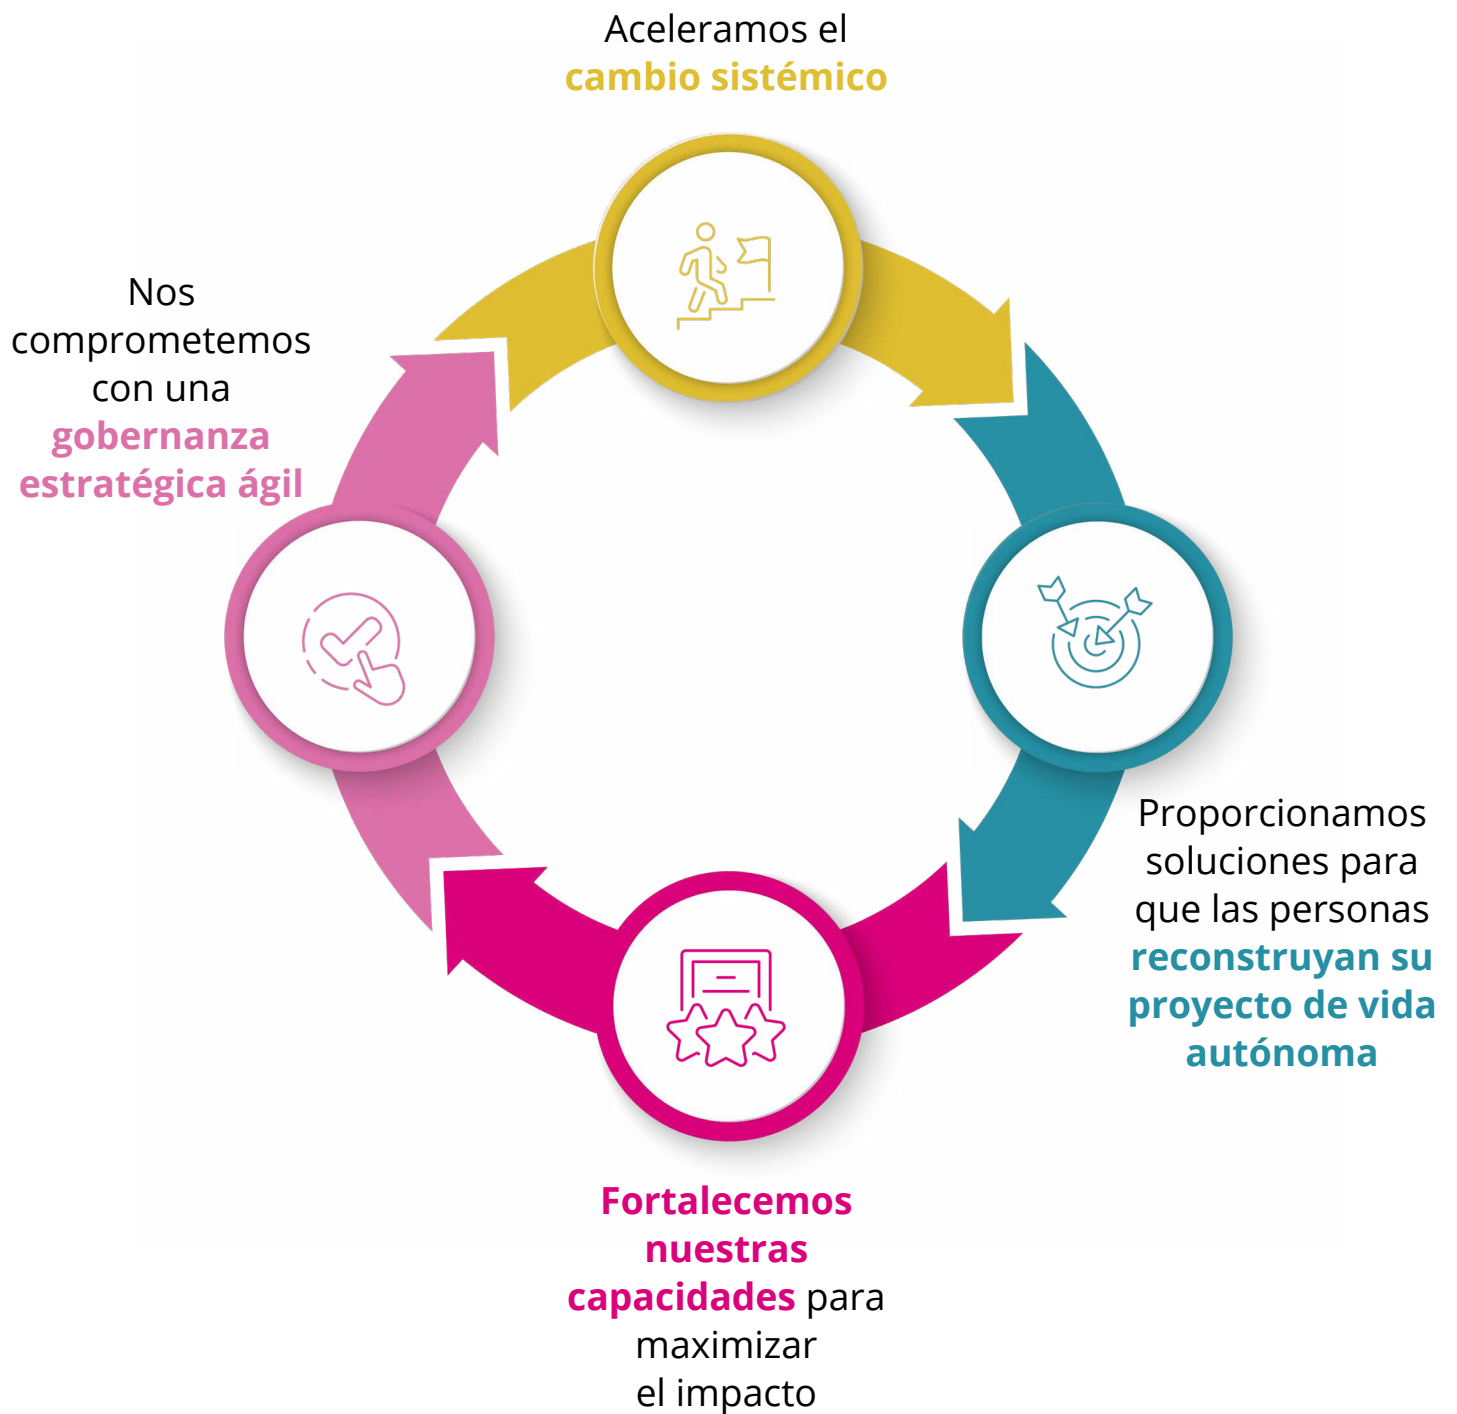 Aceleramos el
cambio sistémico
Nos
comprometemos
con una
gobernanza
estratégica ágil
Proporcionamos
soluciones para
que las personas
reconstruyan su
proyecto de vida
autónoma
Fortalecemos
nuestras
capacidades para
maximizar
el impacto